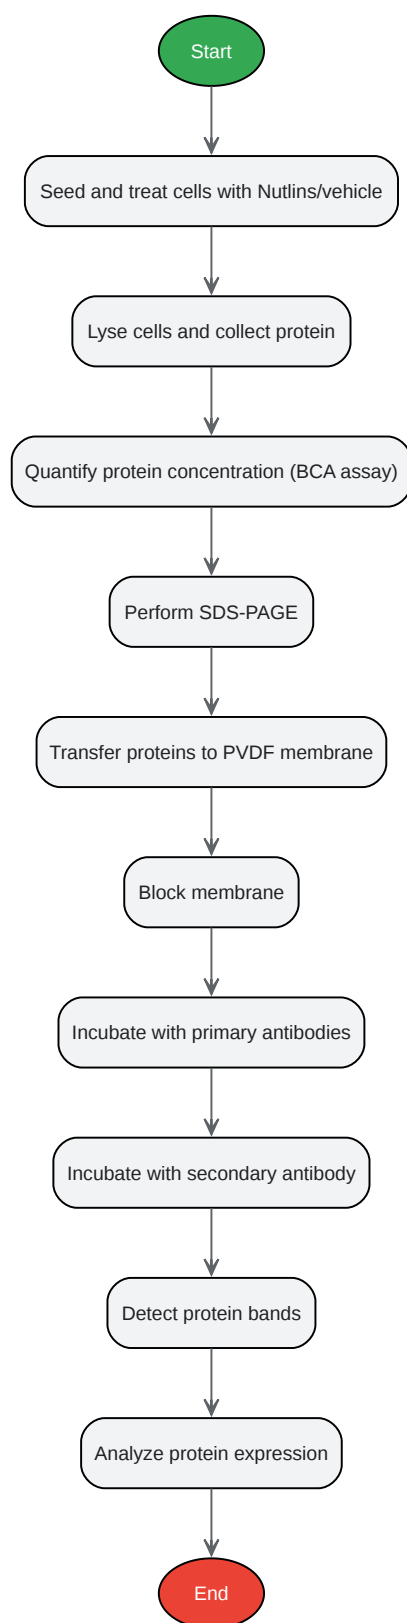 Start
Seed and treat cells with Nutlins/vehicle
Lyse cells and collect protein
Quantify protein concentration (BCA assay)
Perform SDS-PAGE
Transfer proteins to PVDF membrane
Block membrane
Incubate with primary antibodies
Incubate with secondary antibody
Detect protein bands
Analyze protein expression
End